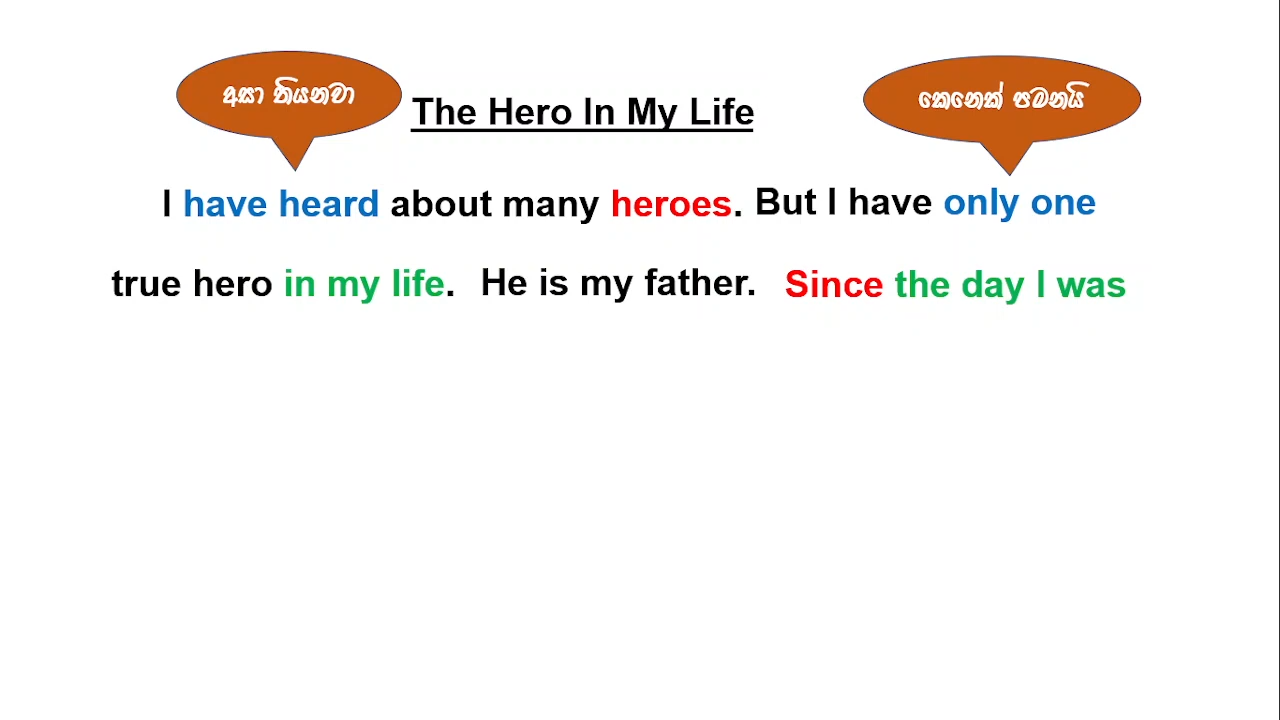 අසා තියනවා
The Hero In My Life
කෙනෙක් පමනයි
I have heard about many heroes. But I have only one
true hero in my life. He is my father. Since the day I was